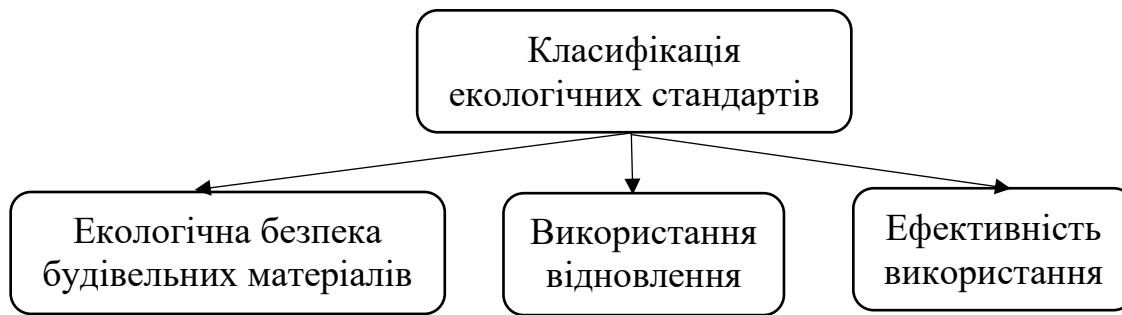 Класифікація
екологічних стандартів
Екологічна безпека
будівельних матеріалів
Використання
відновлення
Ефективність
використання